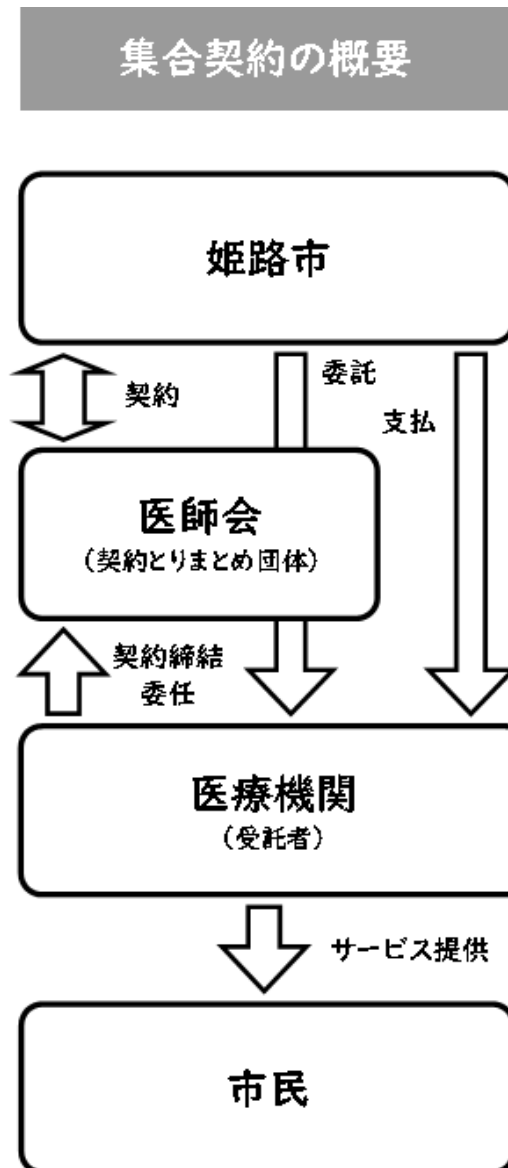 集合契約の概要
姫路市
契約
委託
支払
医師会
（契約とりまとめ団体）
契約締結
委任
医療機関
（受託者）
サービス提供
市民